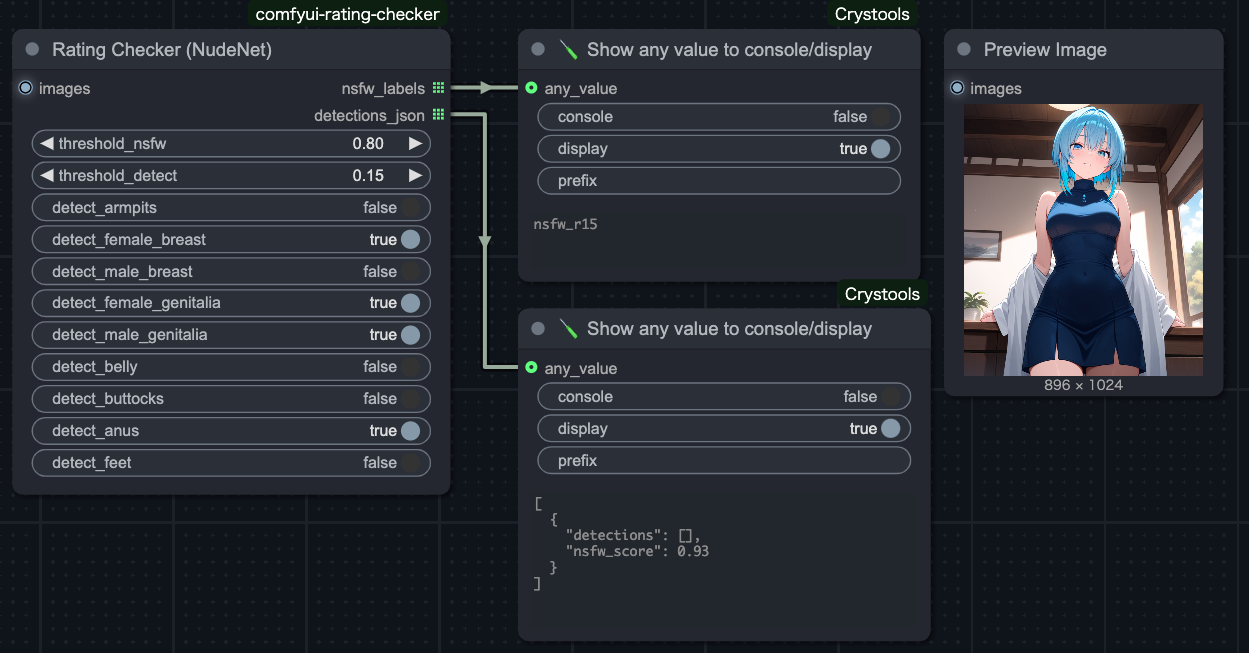 comfyui-rating-checker
Rating Checker (NudeNet)
images
nsfw_labels
detections_json
threshold_nsfw 0.80
threshold_detect 0.15
detect_armpits false
detect_female_breast true
detect_male_breast false
detect_female_genitalia true
detect_male_genitalia true
detect_belly false
detect_buttocks false
detect_anus true
detect_feet false
Crystools
Show any value to console/display
any_value
console false
display true
prefix
nsfw_r15
Crystools
Show any value to console/display
any_value
console false
display true
prefix
[
{
"detections": [],
"nsfw_score": 0.93
}
]
Preview Image
images
896 × 1024